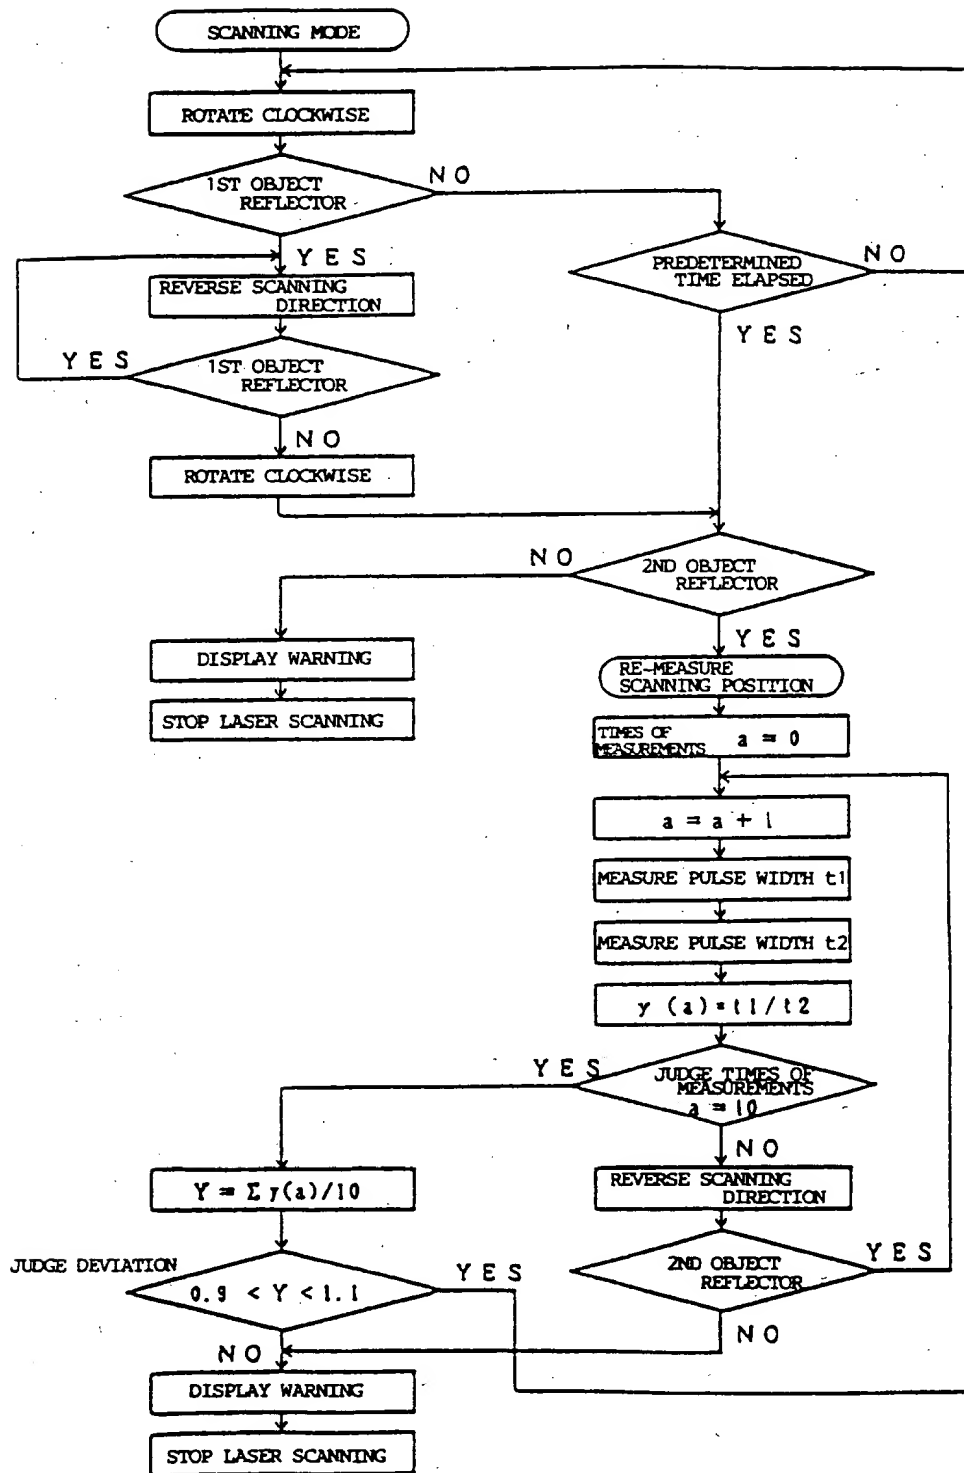 SCANNING MODE
ROTATE CLOCKWISE
1ST OBJECT
REFLECTOR
NO
PREDETERMINED
TIME ELAPSED
NO
YES
YES
REVERSE SCANNING
DIRECTION
1ST OBJECT
REFLECTOR
YES
NO
ROTATE CLOCKWISE
2ND OBJECT
REFLECTOR
NO
YES
DISPLAY WARNING
STOP LASER SCANNING
RE-MEASURE
SCANNING POSITION
TIMES OF
MEASUREMENTS a = 0
a = a + 1
MEASURE PULSE WIDTH t1
MEASURE PULSE WIDTH t2
y (a) = t1/t2
JUDGE TIMES OF
MEASUREMENTS
a = 10
YES
NO
REVERSE SCANNING
DIRECTION
2ND OBJECT
REFLECTOR
YES
NO
Y = Σ y(a)/10
JUDGE DEVIATION
0.9 < Y < 1.1
YES
NO
DISPLAY WARNING
STOP LASER SCANNING